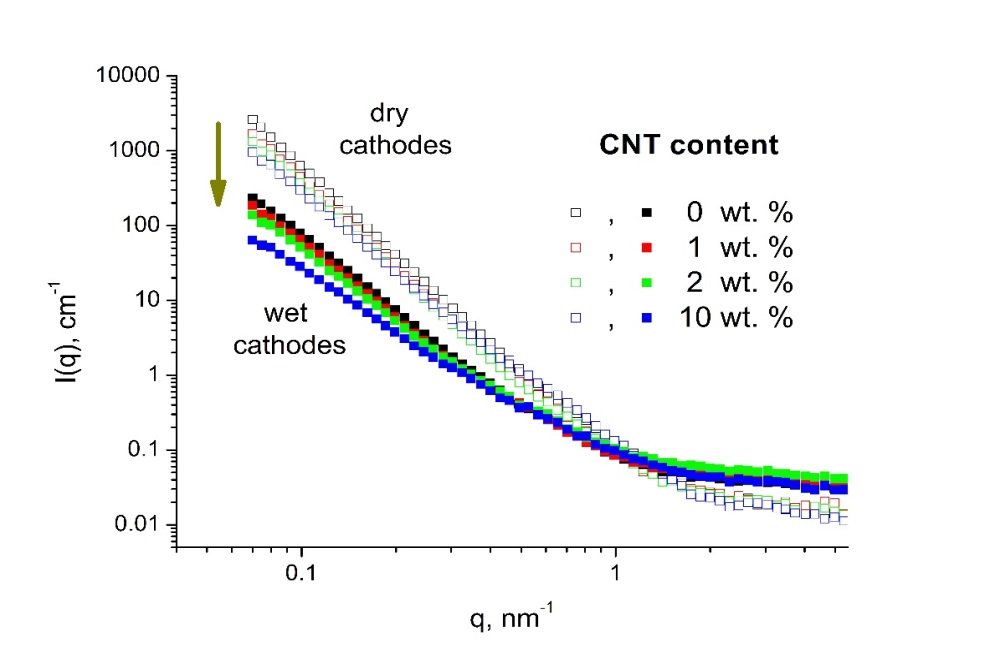 10000
1000
100
10
1
0.1
0.01
I(q), cm⁻¹
dry
cathodes
wet
cathodes
CNT content
, 0 wt. %
, 1 wt. %
, 2 wt. %
, 10 wt. %
0.1 1
q, nm⁻¹